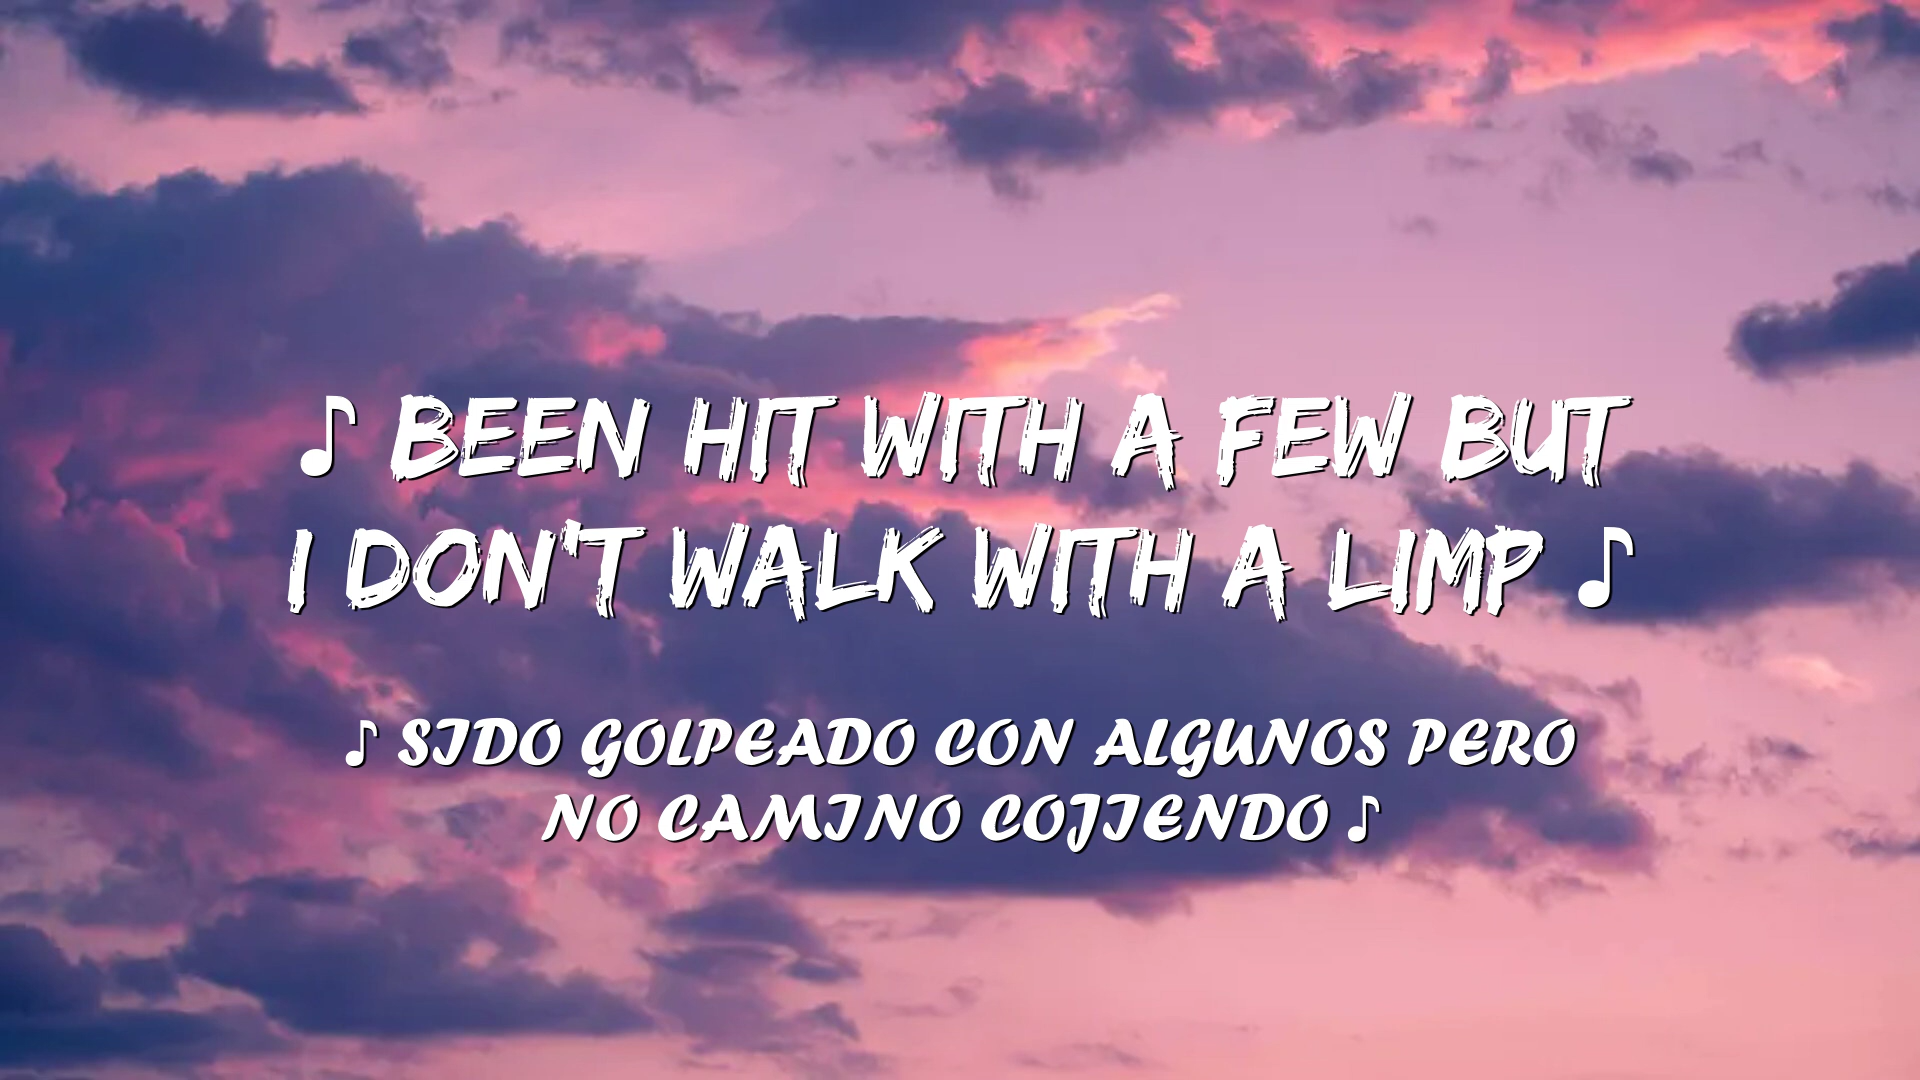 ♪ BEEN HIT WITH A FEW BUT
I DON'T WALK WITH A LIMP ♪
♪ SIDO GOLPEADO CON ALGUNOS PERO
NO CAMINO COJIENDO ♪